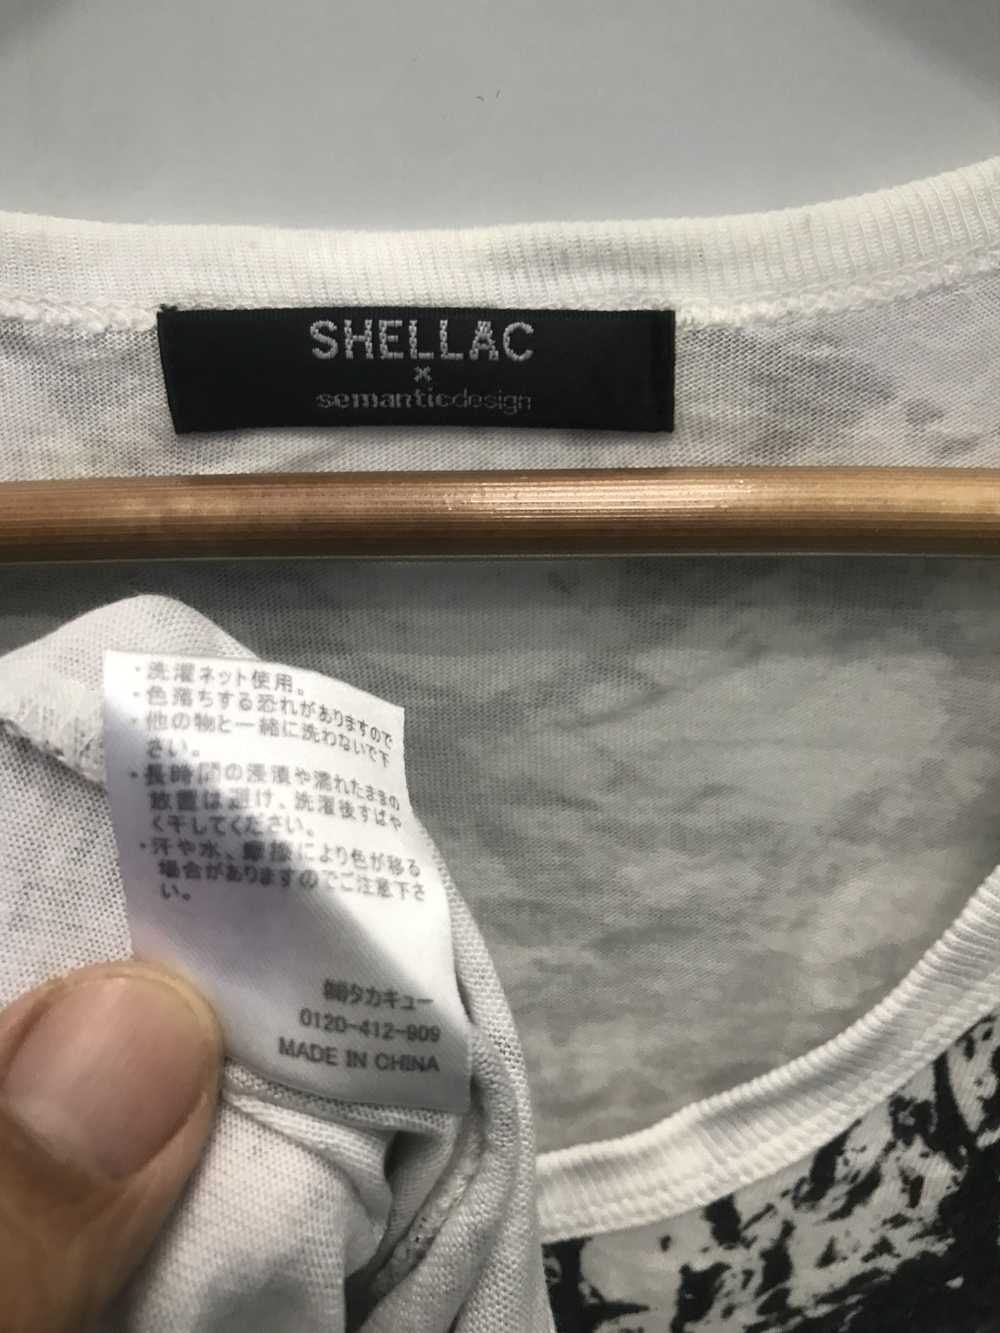 SHELLAC
×
semanticdesign
・洗濯ネット使用。
・色落ちする恐れがありますので
・他の物と一緒に洗わないで下
さい。
・長時間の浸漬や濡れたままの
放置は避け、洗濯後すばや
く干してください。
・汗や水、摩擦により色が移る
場合がありますのでご注意下さ
い。
㈱タカキュー
0120-412-909
MADE IN CHINA